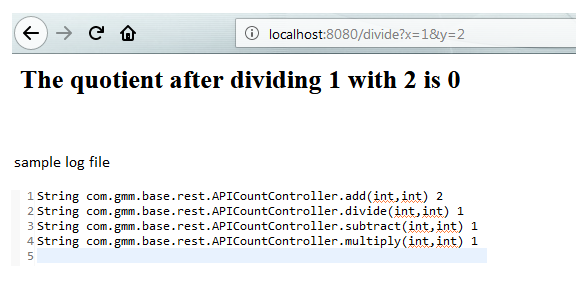 localhost:8080/divide?x=1&y=2
The quotient after dividing 1 with 2 is 0
sample log file
1 String com.gmm.base.rest.APICountController.add(int,int) 2
2 String com.gmm.base.rest.APICountController.divide(int,int) 1
3 String com.gmm.base.rest.APICountController.subtract(int,int) 1
4 String com.gmm.base.rest.APICountController.multiply(int,int) 1
5